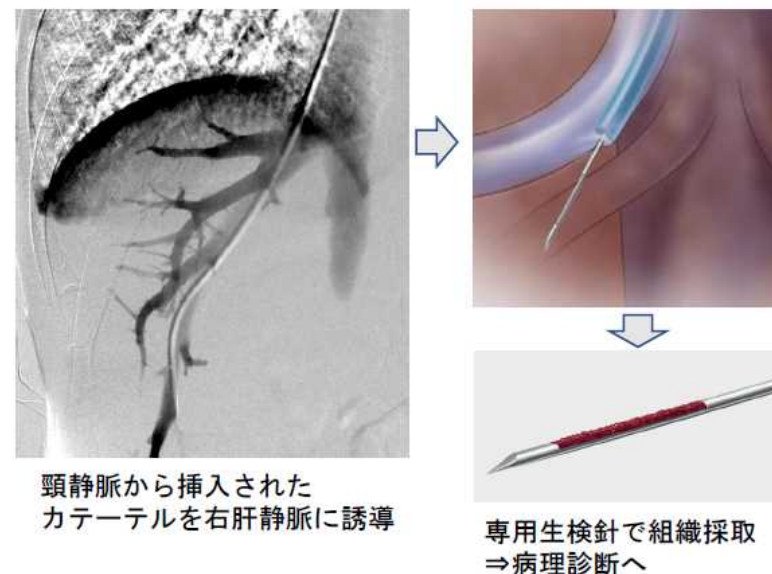 頸静脈から挿入された
カテーテルを右肝静脈に誘導
専用生検針で組織採取
⇒病理診断へ